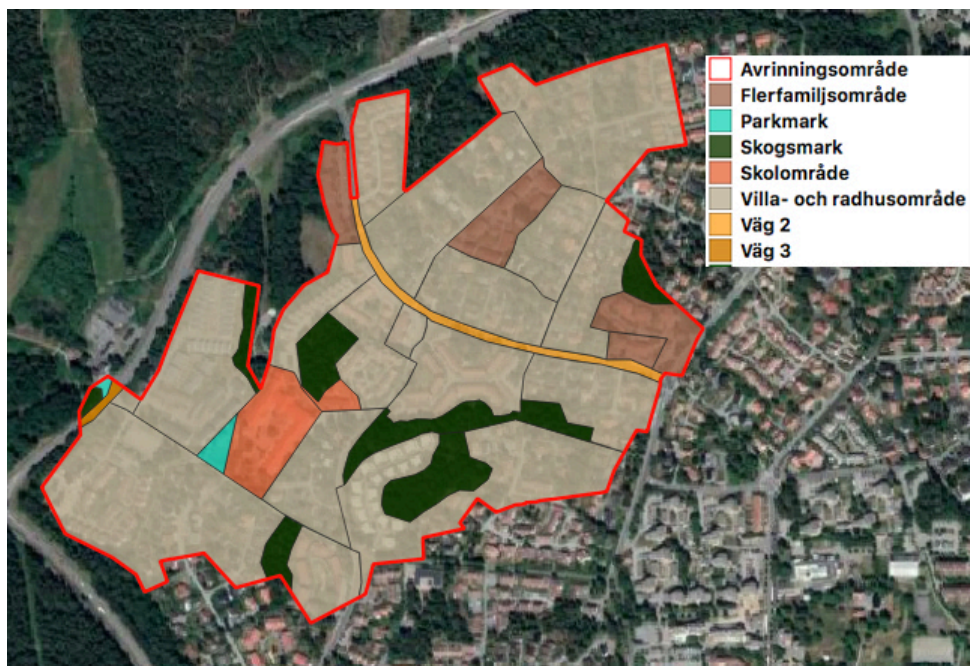 Avrinningsområde
Flerfamiljsområde
Parkmark
Skogsmark
Skolområde
Villa- och radhusområde
Väg 2
Väg 3